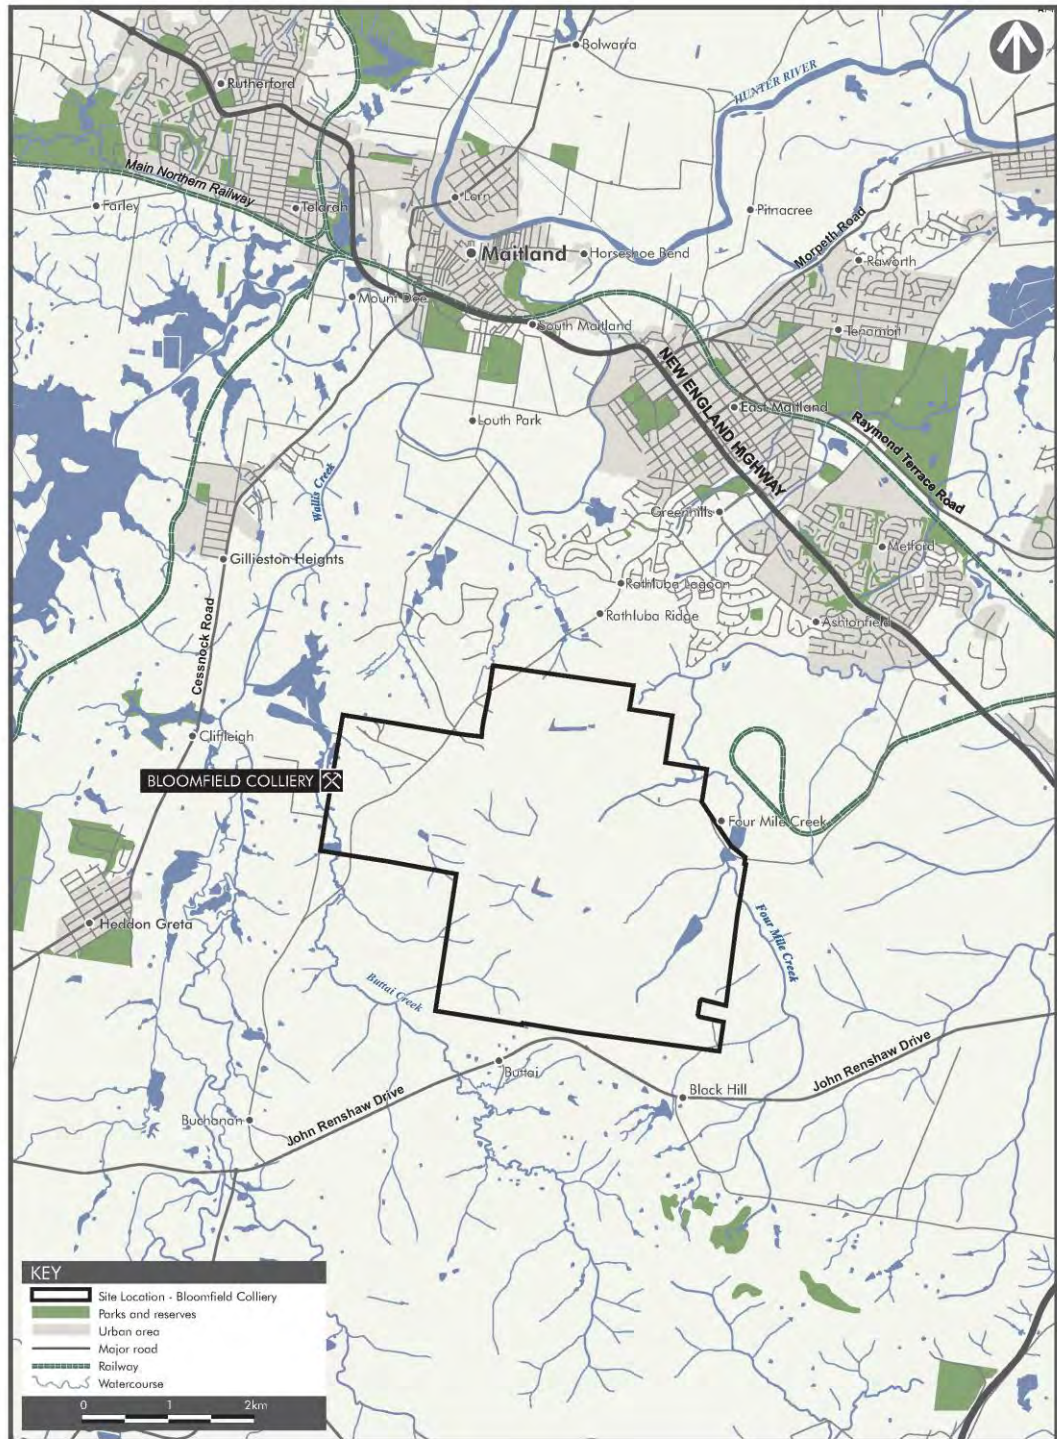 Bolwarra
HUNTER RIVER
Rutherford
Main Northern Railway
Lorn
Farley
Telarah
Pitnacree
Morpeth Road
Maitland
Horseshoe Bend
Raworth
Mount Dee
South Maitland
Tenambit
NEW ENGLAND HIGHWAY
East Maitland
Louth Park
Raymond Terrace Road
Wallis Creek
Greenhills
Metford
Gillieston Heights
Rathluba Lagoon
Rathluba Ridge
Ashtonfield
Cessnock Road
Cliftleigh
BLOOMFIELD COLLIERY
Four Mile Creek
Heddon Greta
Four Mile Creek
Buttai Creek
Buttai
John Renshaw Drive
Black Hill
John Renshaw Drive
Buchanan
KEY
Site Location - Bloomfield Colliery
Parks and reserves
Urban area
Major road
Railway
Watercourse
0 1 2km